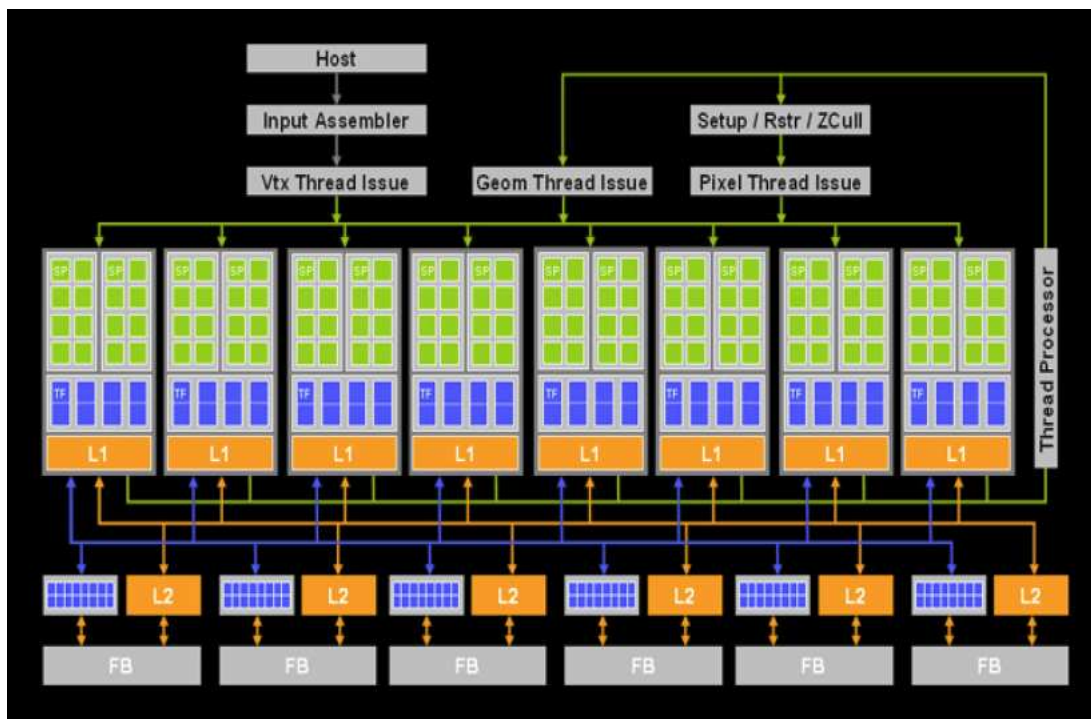 Host
Input Assembler
Setup / Rstr / ZCull
Vtx Thread Issue
Geom Thread Issue
Pixel Thread Issue
SP SP SP SP SP SP SP SP SP SP SP SP SP SP SP SP
Thread Processor
TF TF TF TF TF TF TF TF
L1 L1 L1 L1 L1 L1 L1 L1
L2 L2 L2 L2 L2 L2
FB FB FB FB FB FB